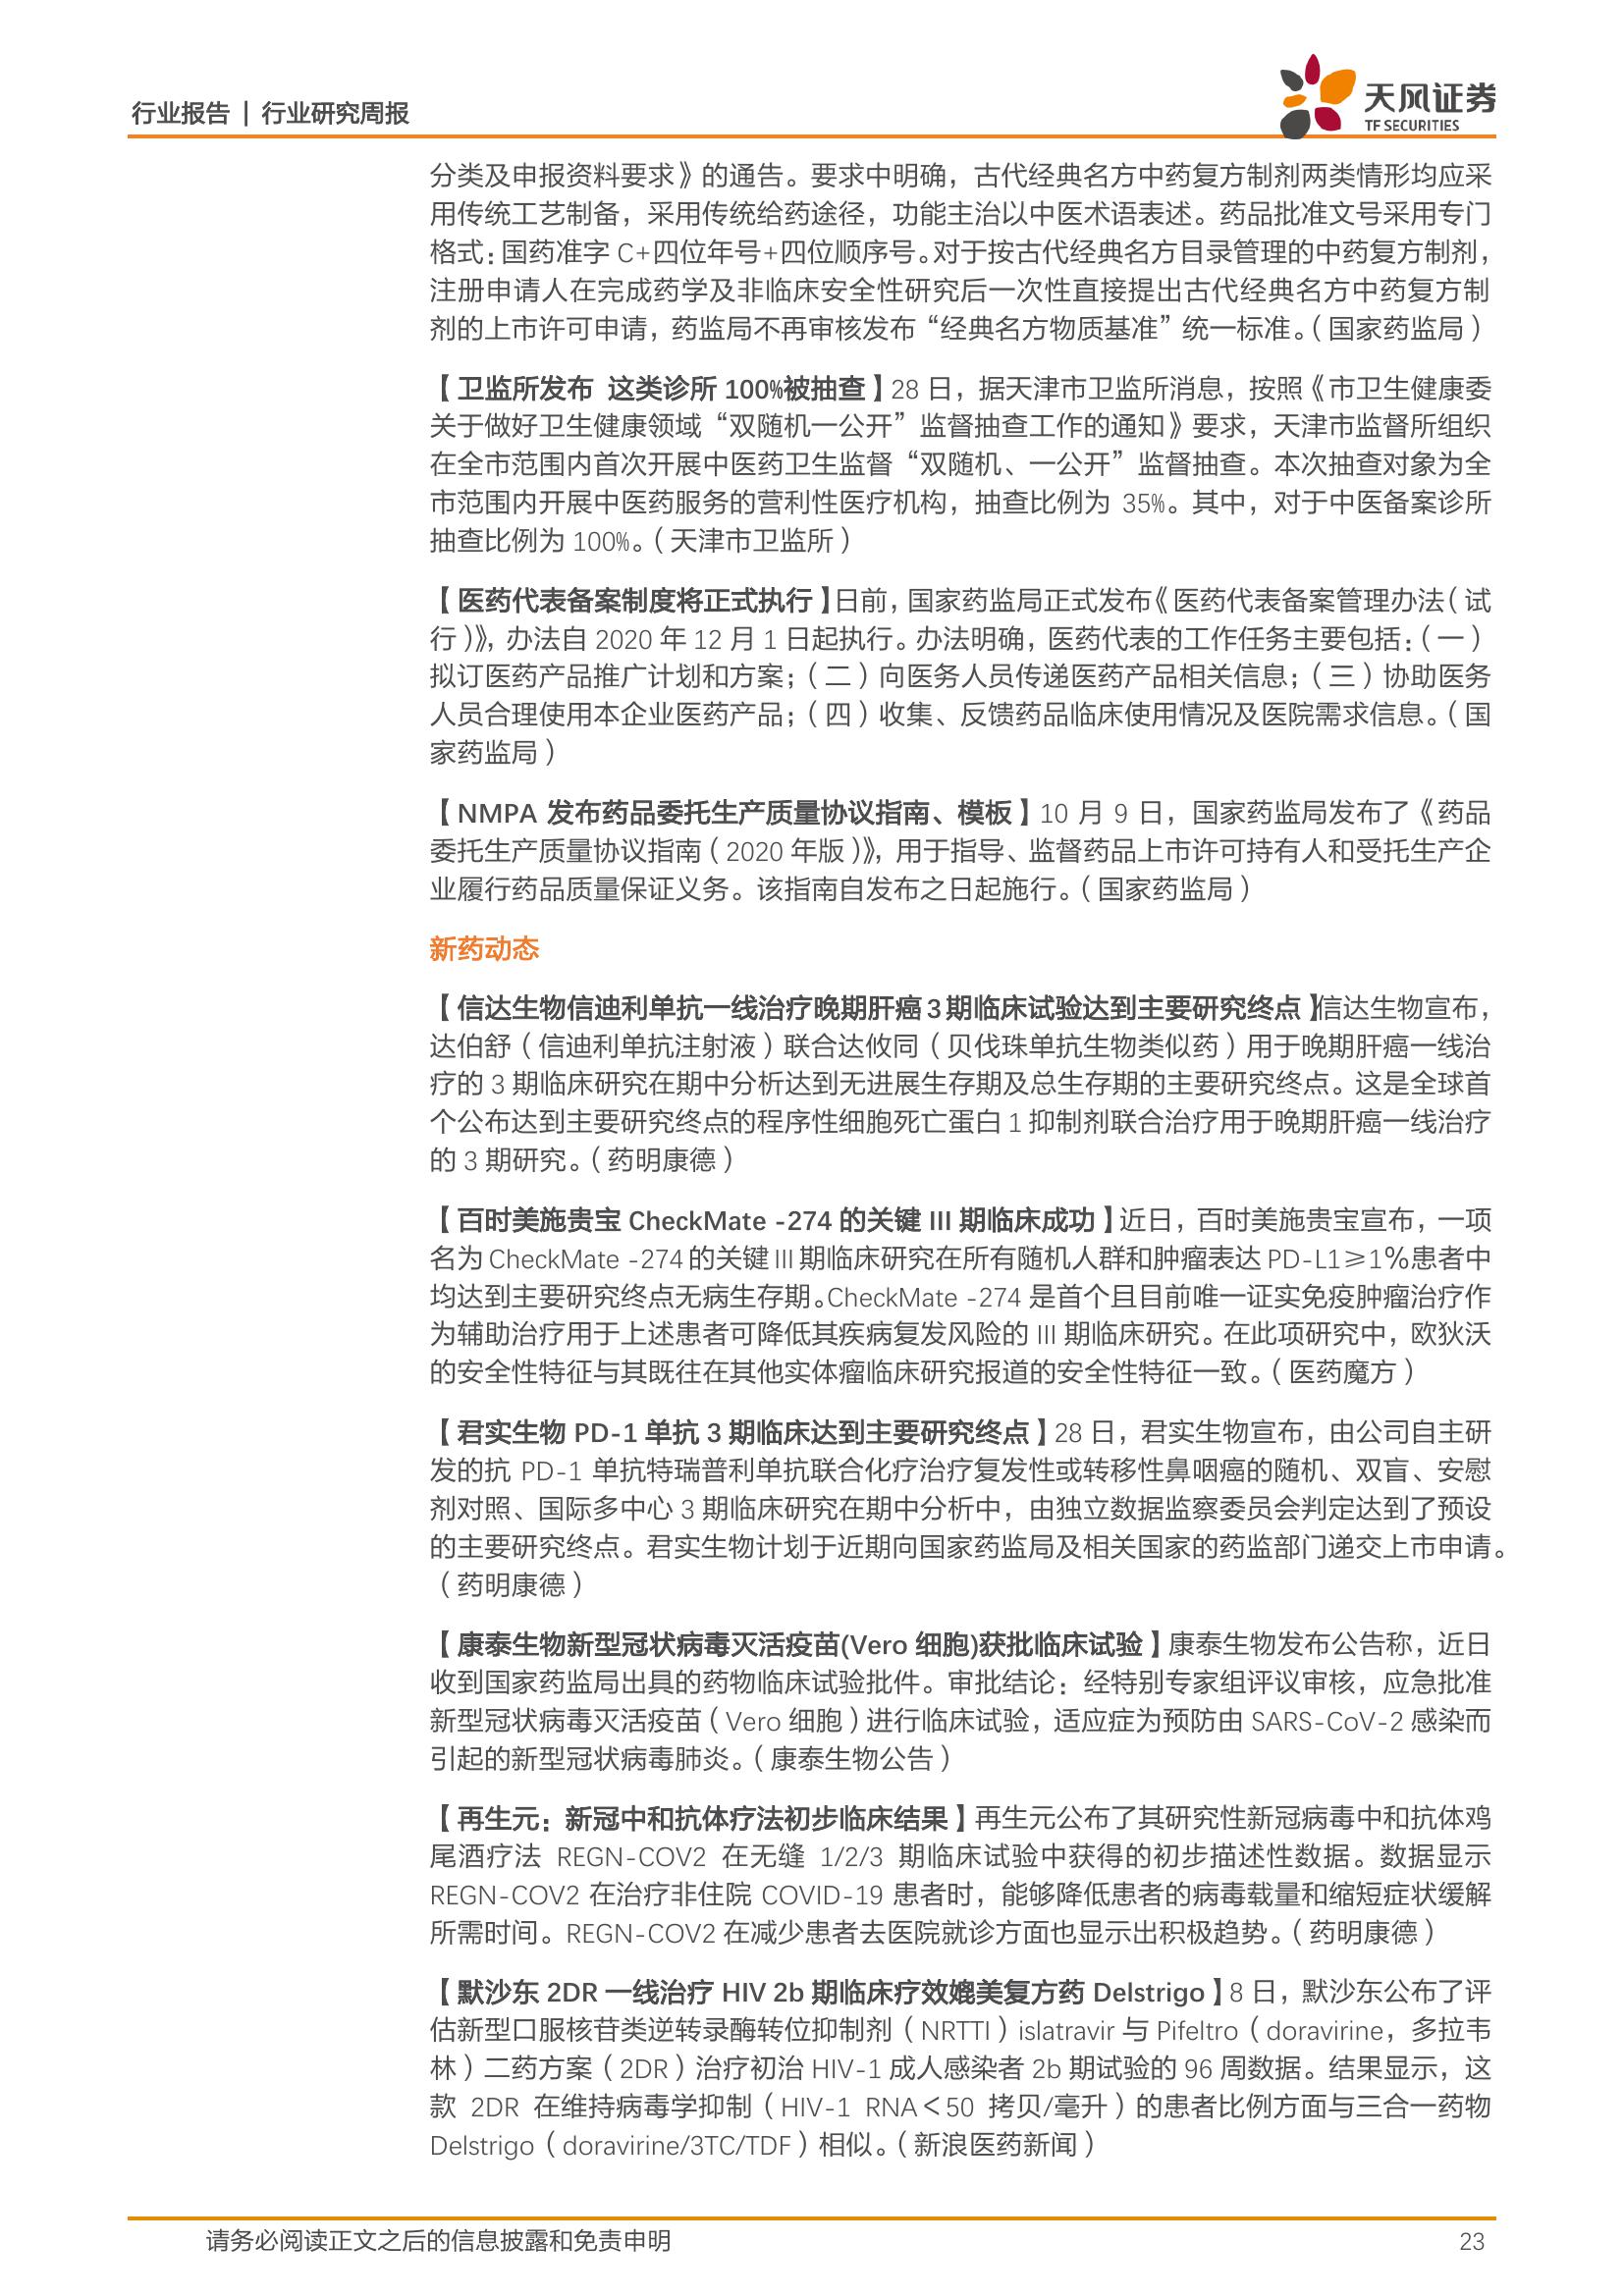 行业报告 | 行业研究周报
天风证券
TF SECURITIES
分类及申报资料要求》的通告。要求中明确，古代经典名方中药复方制剂两类情形均应采
用传统工艺制备，采用传统给药途径，功能主治以中医术语表述。药品批准文号采用专门
格式：国药准字 C+四位年号+四位顺序号。对于按古代经典名方目录管理的中药复方制剂，
注册申请人在完成药学及非临床安全性研究后一次性直接提出古代经典名方中药复方制
剂的上市许可申请，药监局不再审核发布“经典名方物质基准”统一标准。（国家药监局）
【卫监所发布 这类诊所 100%被抽查】28 日，据天津市卫监所消息，按照《市卫生健康委
关于做好卫生健康领域“双随机一公开”监督抽查工作的通知》要求，天津市监督所组织
在全市范围内首次开展中医药卫生监督“双随机、一公开”监督抽查。本次抽查对象为全
市范围内开展中医药服务的营利性医疗机构，抽查比例为 35%。其中，对于中医备案诊所
抽查比例为 100%。（天津市卫监所）
【医药代表备案制度将正式执行】日前，国家药监局正式发布《医药代表备案管理办法（试
行）》，办法自 2020 年 12 月 1 日起执行。办法明确，医药代表的工作任务主要包括：（一）
拟订医药产品推广计划和方案；（二）向医务人员传递医药产品相关信息；（三）协助医务
人员合理使用本企业医药产品；（四）收集、反馈药品临床使用情况及医院需求信息。（国
家药监局）
【NMPA 发布药品委托生产质量协议指南、模板】10 月 9 日，国家药监局发布了《药品
委托生产质量协议指南（2020 年版）》，用于指导、监督药品上市许可持有人和受托生产企
业履行药品质量保证义务。该指南自发布之日起施行。（国家药监局）
新药动态
【信达生物信迪利单抗一线治疗晚期肝癌 3 期临床试验达到主要研究终点】信达生物宣布，
达伯舒（信迪利单抗注射液）联合达攸同（贝伐珠单抗生物类似药）用于晚期肝癌一线治
疗的 3 期临床研究在期中分析达到无进展生存期及总生存期的主要研究终点。这是全球首
个公布达到主要研究终点的程序性细胞死亡蛋白 1 抑制剂联合治疗用于晚期肝癌一线治疗
的 3 期研究。（药明康德）
【百时美施贵宝 CheckMate -274 的关键 III 期临床成功】近日，百时美施贵宝宣布，一项
名为 CheckMate -274 的关键 III 期临床研究在所有随机人群和肿瘤表达 PD-L1≥1%患者中
均达到主要研究终点无病生存期。CheckMate -274 是首个且目前唯一证实免疫肿瘤治疗作
为辅助治疗用于上述患者可降低其疾病复发风险的 III 期临床研究。在此项研究中，欧狄沃
的安全性特征与其既往在其他实体瘤临床研究报道的安全性特征一致。（医药魔方）
【君实生物 PD-1 单抗 3 期临床达到主要研究终点】28 日，君实生物宣布，由公司自主研
发的抗 PD-1 单抗特瑞普利单抗联合化疗治疗复发性或转移性鼻咽癌的随机、双盲、安慰
剂对照、国际多中心 3 期临床研究在期中分析中，由独立数据监察委员会判定达到了预设
的主要研究终点。君实生物计划于近期向国家药监局及相关国家的药监部门递交上市申请。
（药明康德）
【康泰生物新型冠状病毒灭活疫苗(Vero 细胞)获批临床试验】康泰生物发布公告称，近日
收到国家药监局出具的药物临床试验批件。审批结论：经特别专家组评议审核，应急批准
新型冠状病毒灭活疫苗（Vero 细胞）进行临床试验，适应症为预防由 SARS-CoV-2 感染而
引起的新型冠状病毒肺炎。（康泰生物公告）
【再生元：新冠中和抗体疗法初步临床结果】再生元公布了其研究性新冠病毒中和抗体鸡
尾酒疗法 REGN-COV2 在无缝 1/2/3 期临床试验中获得的初步描述性数据。数据显示
REGN-COV2 在治疗非住院 COVID-19 患者时，能够降低患者的病毒载量和缩短症状缓解
所需时间。REGN-COV2 在减少患者去医院就诊方面也显示出积极趋势。（药明康德）
【默沙东 2DR 一线治疗 HIV 2b 期临床疗效媲美复方药 Delstrigo】8 日，默沙东公布了评
估新型口服核苷类逆转录酶转位抑制剂（NRTTI）islatravir 与 Pifeltro（doravirine，多拉韦
林）二药方案（2DR）治疗初治 HIV-1 成人感染者 2b 期试验的 96 周数据。结果显示，这
款 2DR 在维持病毒学抑制（HIV-1 RNA＜50 拷贝/毫升）的患者比例方面与三合一药物
Delstrigo（doravirine/3TC/TDF）相似。（新浪医药新闻）
请务必阅读正文之后的信息披露和免责申明
23